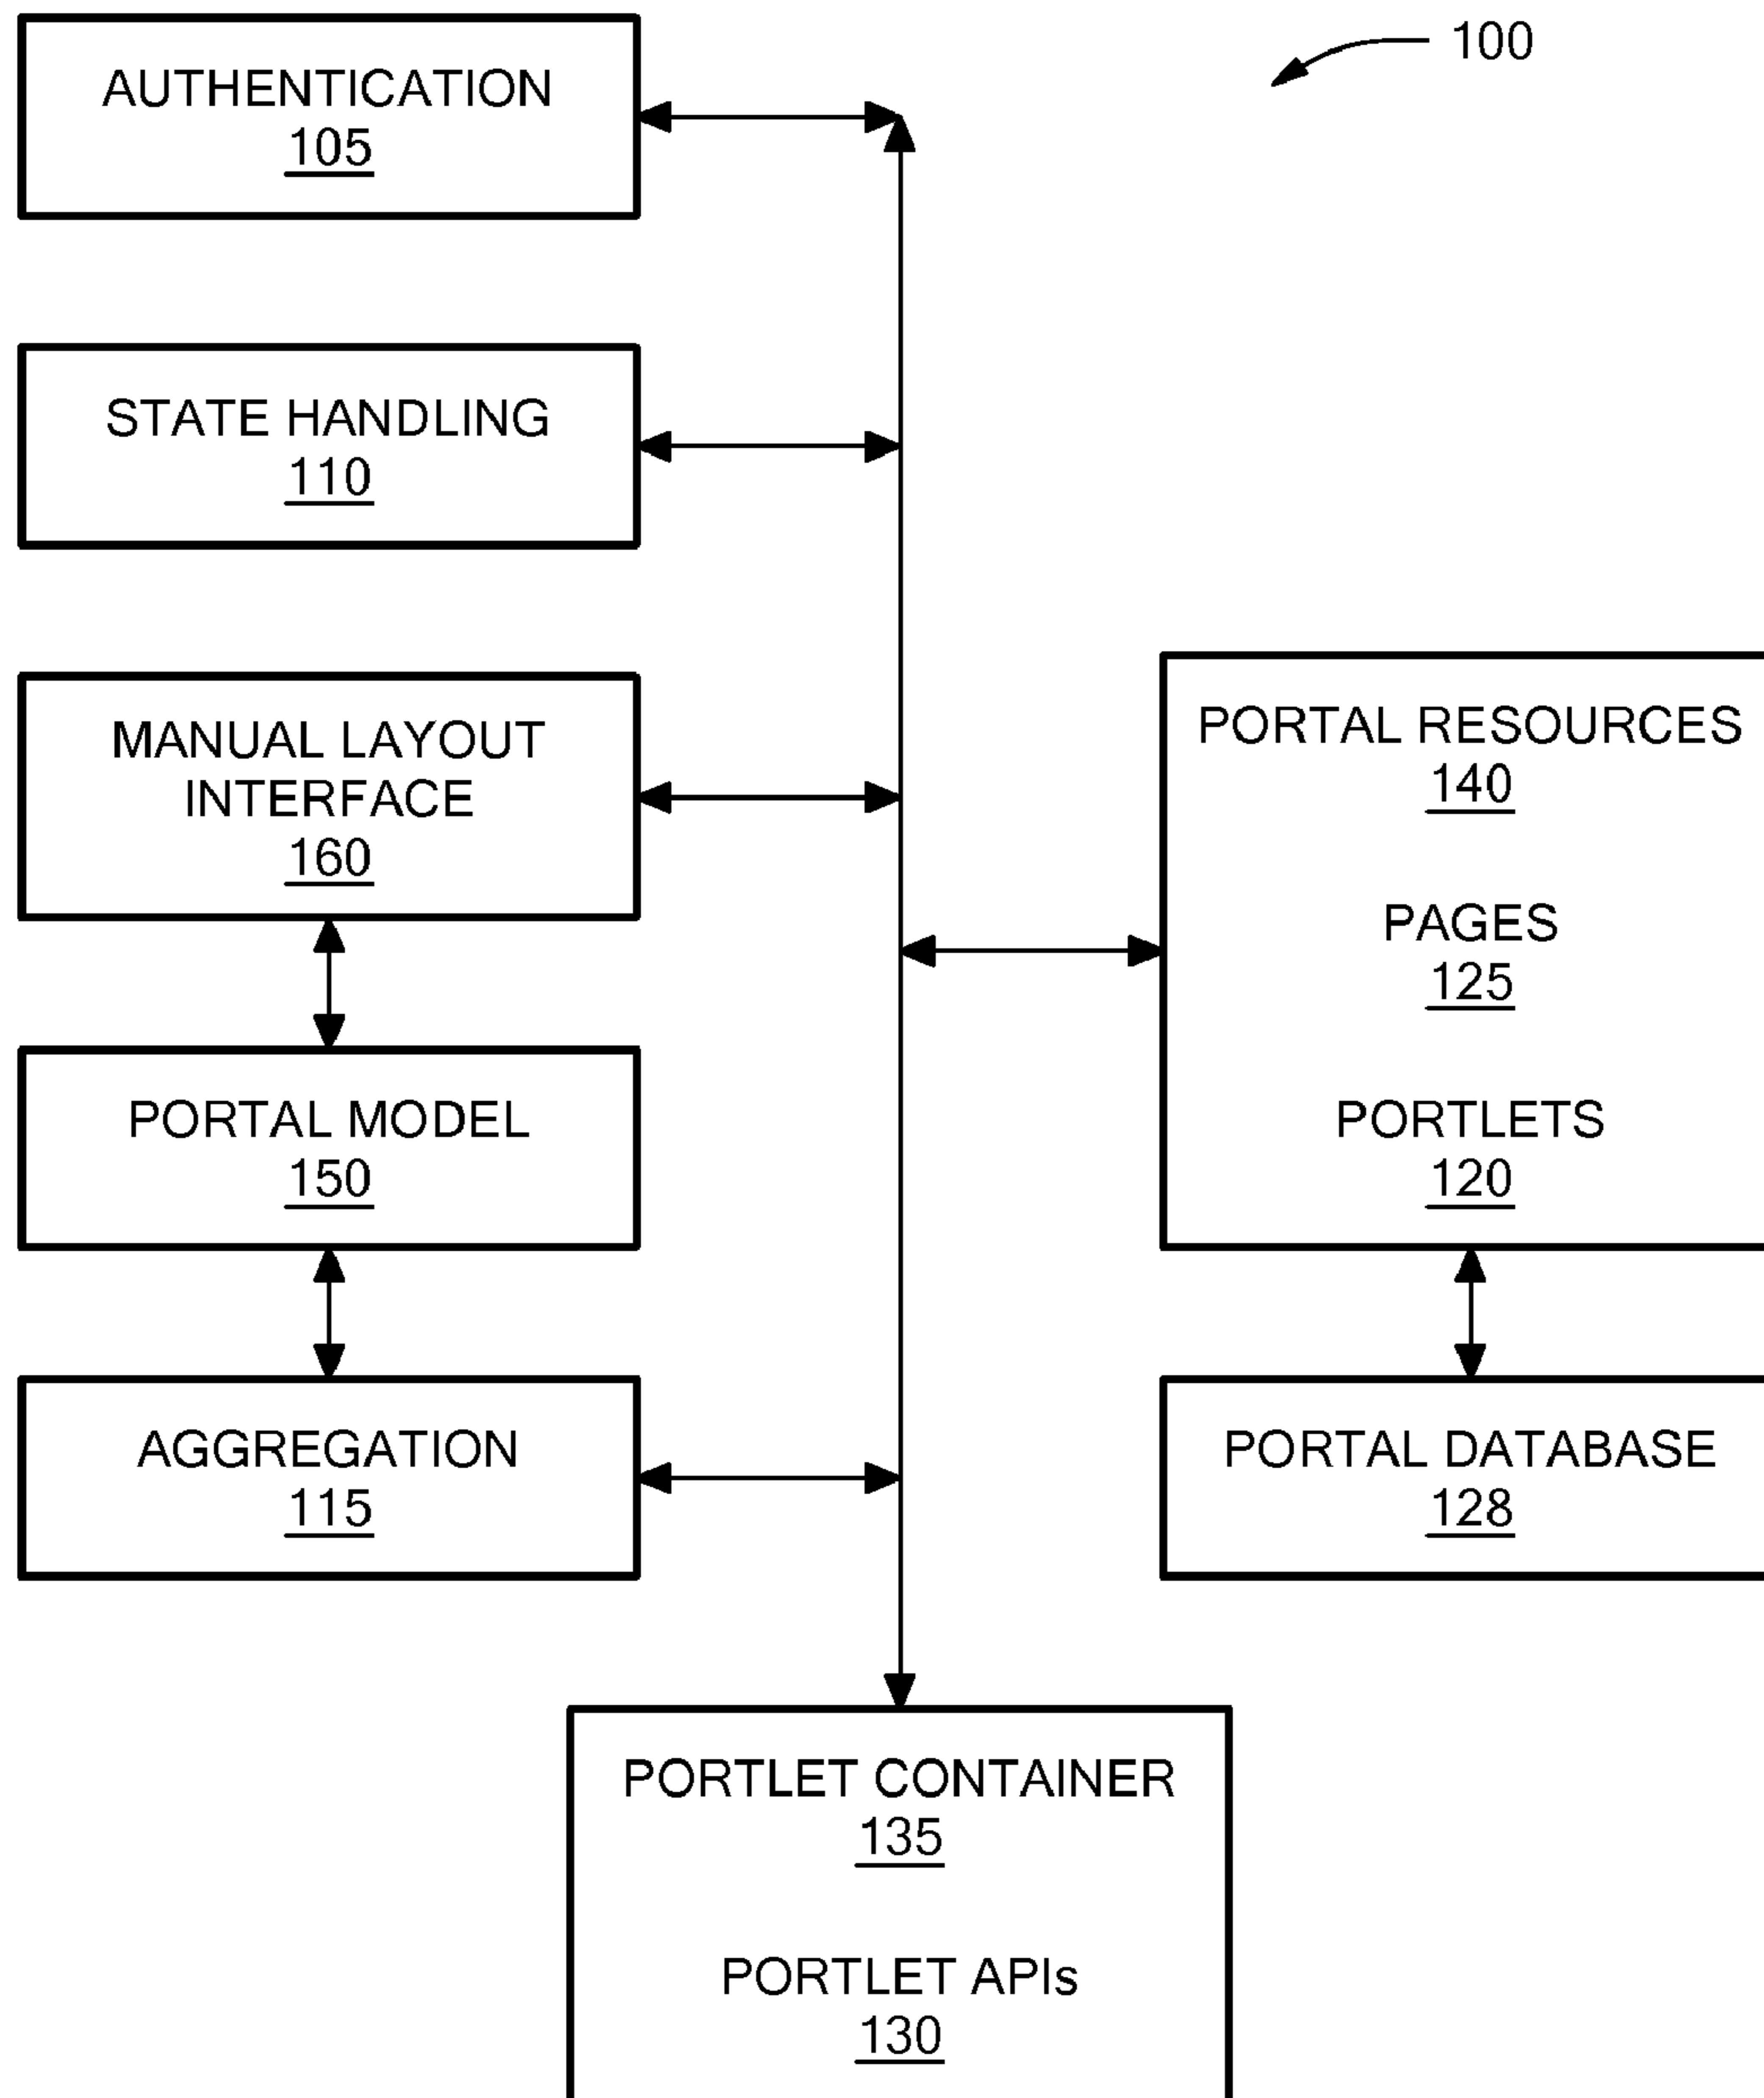 100
AUTHENTICATION
105
STATE HANDLING
110
MANUAL LAYOUT
INTERFACE
160
PORTAL MODEL
150
AGGREGATION
115
PORTAL RESOURCES
140
PAGES
125
PORTLETS
120
PORTAL DATABASE
128
PORTLET CONTAINER
135
PORTLET APIs
130